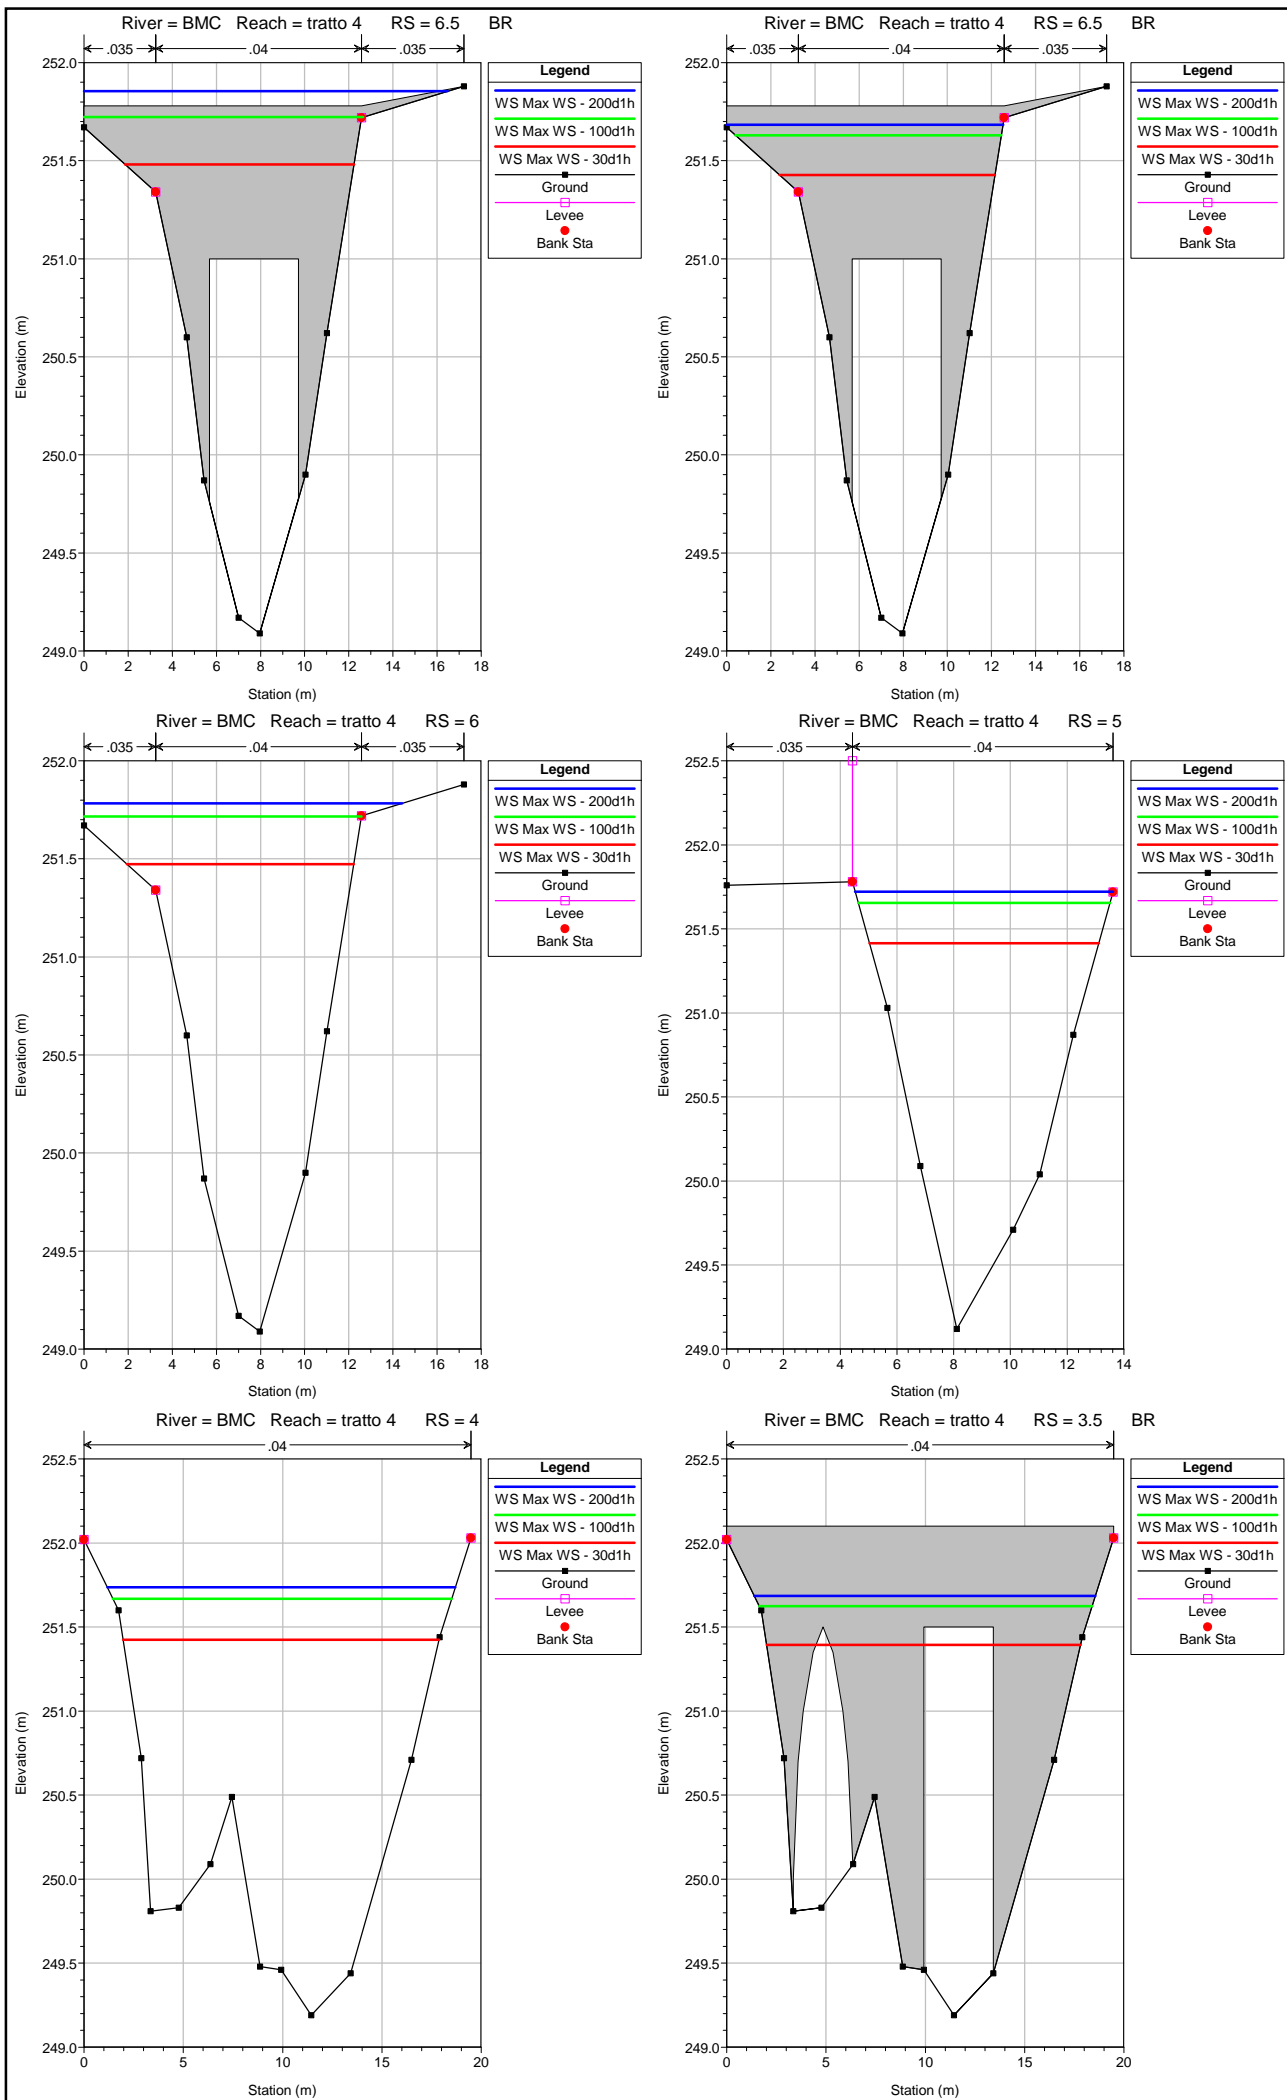 River = BMC   Reach = tratto 4      RS = 6.5      BR
.035 .04 .035
252.0
251.5
251.0
250.5
250.0
249.5
249.0
Elevation (m)
0 2 4 6 8 10 12 14 16 18
Station (m)
Legend
WS Max WS - 200d1h
WS Max WS - 100d1h
WS Max WS - 30d1h
Ground
Levee
Bank Sta
River = BMC   Reach = tratto 4      RS = 6.5      BR
.035 .04 .035
252.0
251.5
251.0
250.5
250.0
249.5
249.0
Elevation (m)
0 2 4 6 8 10 12 14 16 18
Station (m)
Legend
WS Max WS - 200d1h
WS Max WS - 100d1h
WS Max WS - 30d1h
Ground
Levee
Bank Sta
River = BMC   Reach = tratto 4      RS = 6
.035 .04 .035
252.0
251.5
251.0
250.5
250.0
249.5
249.0
Elevation (m)
0 2 4 6 8 10 12 14 16 18
Station (m)
Legend
WS Max WS - 200d1h
WS Max WS - 100d1h
WS Max WS - 30d1h
Ground
Levee
Bank Sta
River = BMC   Reach = tratto 4      RS = 5
.035 .04
252.5
252.0
251.5
251.0
250.5
250.0
249.5
249.0
Elevation (m)
0 2 4 6 8 10 12 14
Station (m)
Legend
WS Max WS - 200d1h
WS Max WS - 100d1h
WS Max WS - 30d1h
Ground
Levee
Bank Sta
River = BMC   Reach = tratto 4      RS = 4
.04
252.5
252.0
251.5
251.0
250.5
250.0
249.5
249.0
Elevation (m)
0 5 10 15 20
Station (m)
Legend
WS Max WS - 200d1h
WS Max WS - 100d1h
WS Max WS - 30d1h
Ground
Levee
Bank Sta
River = BMC   Reach = tratto 4      RS = 3.5      BR
.04
252.5
252.0
251.5
251.0
250.5
250.0
249.5
249.0
Elevation (m)
0 5 10 15 20
Station (m)
Legend
WS Max WS - 200d1h
WS Max WS - 100d1h
WS Max WS - 30d1h
Ground
Levee
Bank Sta